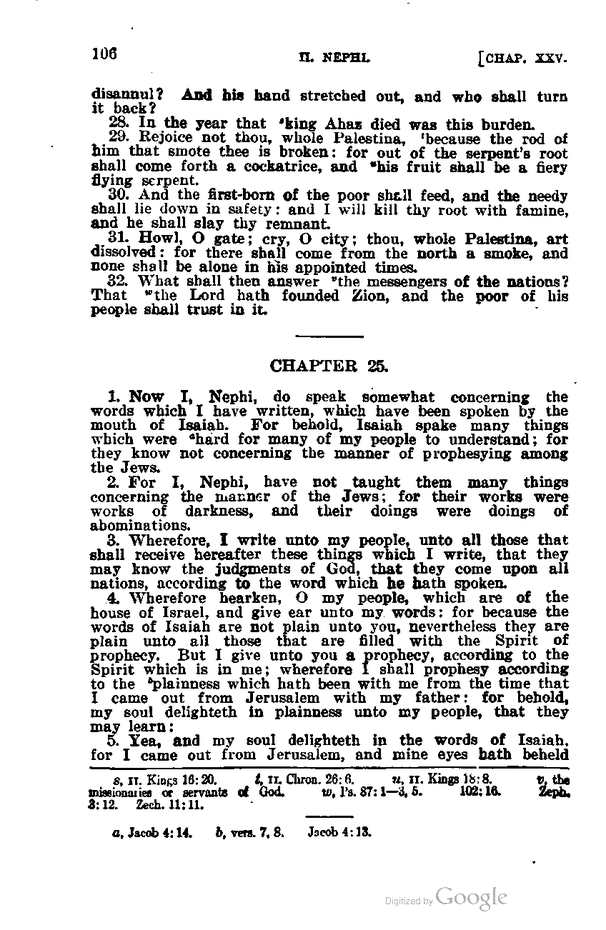 106 II. NEPHI. [CHAP. XXV.
disannul? And his hand stretched out, and who shall turn
it back?
28. In the year that ˢking Ahaz died was this burden.
29. Rejoice not thou, whole Palestina, ᵗbecause the rod of
him that smote thee is broken: for out of the serpent's root
shall come forth a cockatrice, and ᵘhis fruit shall be a fiery
flying serpent.
30. And the first-born of the poor shall feed, and the needy
shall lie down in safety: and I will kill thy root with famine,
and he shall slay thy remnant.
31. Howl, O gate; cry, O city; thou, whole Palestina, art
dissolved: for there shall come from the north a smoke, and
none shall be alone in his appointed times.
32. What shall then answer ᵛthe messengers of the nations?
That ʷthe Lord hath founded Zion, and the poor of his
people shall trust in it.
CHAPTER 25.
1. Now I, Nephi, do speak somewhat concerning the
words which I have written, which have been spoken by the
mouth of Isaiah. For behold, Isaiah spake many things
which were ᵃhard for many of my people to understand; for
they know not concerning the manner of prophesying among
the Jews.
2. For I, Nephi, have not taught them many things
concerning the manner of the Jews; for their works were
works of darkness, and their doings were doings of
abominations.
3. Wherefore, I write unto my people, unto all those that
shall receive hereafter these things which I write, that they
may know the judgments of God, that they come upon all
nations, according to the word which he hath spoken.
4. Wherefore hearken, O my people, which are of the
house of Israel, and give ear unto my words: for because the
words of Isaiah are not plain unto you, nevertheless they are
plain unto all those that are filled with the Spirit of
prophecy. But I give unto you a prophecy, according to the
Spirit which is in me; wherefore I shall prophesy according
to the ᵇplainness which hath been with me from the time that
I came out from Jerusalem with my father: for behold,
my soul delighteth in plainness unto my people, that they
may learn:
5. Yea, and my soul delighteth in the words of Isaiah,
for I came out from Jerusalem, and mine eyes hath beheld
s, II. Kings 16:20. t, II. Chron. 26:6. u, II. Kings 18:8. v, the
missionaries or servants of God. w, Ps. 87:1—3, 5. 102:16. Zeph.
3:12. Zech. 11:11.
a, Jacob 4:14. b, vers. 7, 8. Jacob 4:13.
Digitized by Google